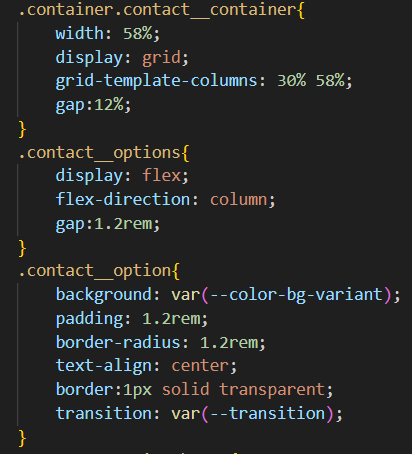 .container.contact__container{
    width: 58%;
    display: grid;
    grid-template-columns: 30% 58%;
    gap:12%;
}
.contact__options{
    display: flex;
    flex-direction: column;
    gap:1.2rem;
}
.contact__option{
    background: var(--color-bg-variant);
    padding: 1.2rem;
    border-radius: 1.2rem;
    text-align: center;
    border:1px solid transparent;
    transition: var(--transition);
}